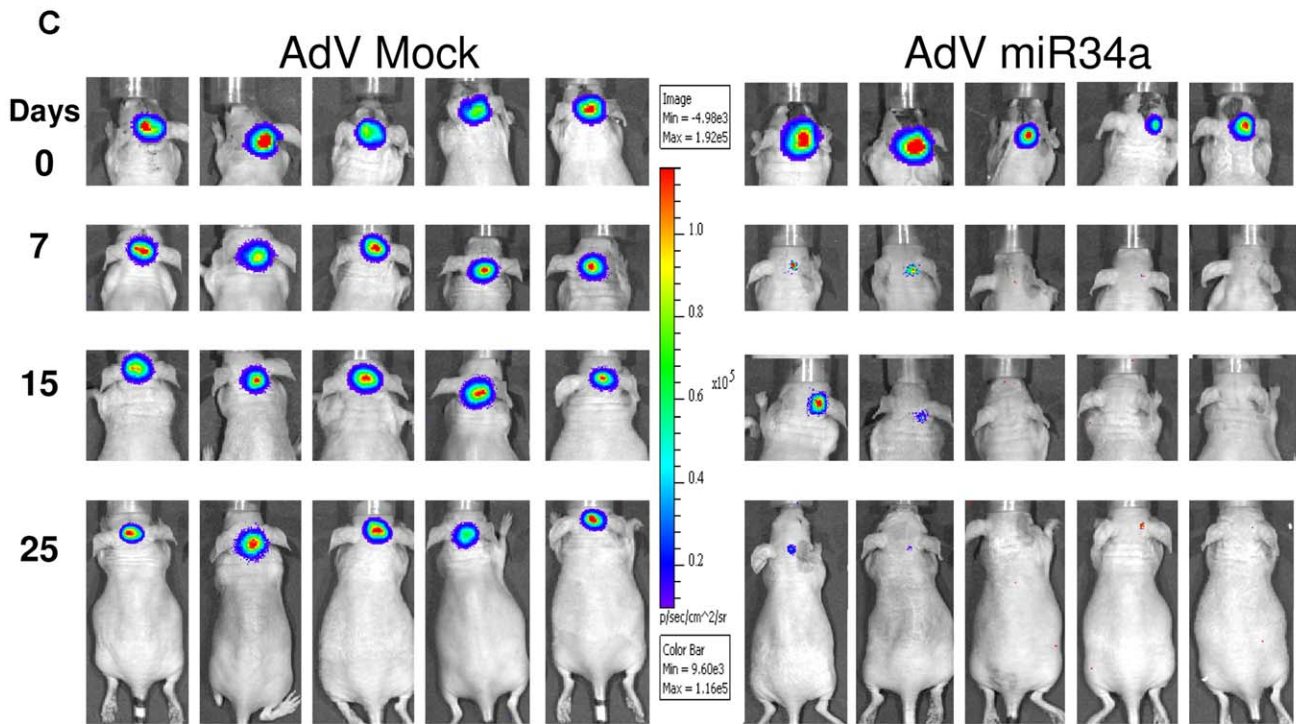 C
AdV Mock
AdV miR34a
Days
0
7
15
25
Image
Min = -4.98e3
Max = 1.92e5
1.0
0.8
0.6
x10^5
0.4
0.2
p/sec/cm^2/sr
Color Bar
Min = 9.60e3
Max = 1.16e5